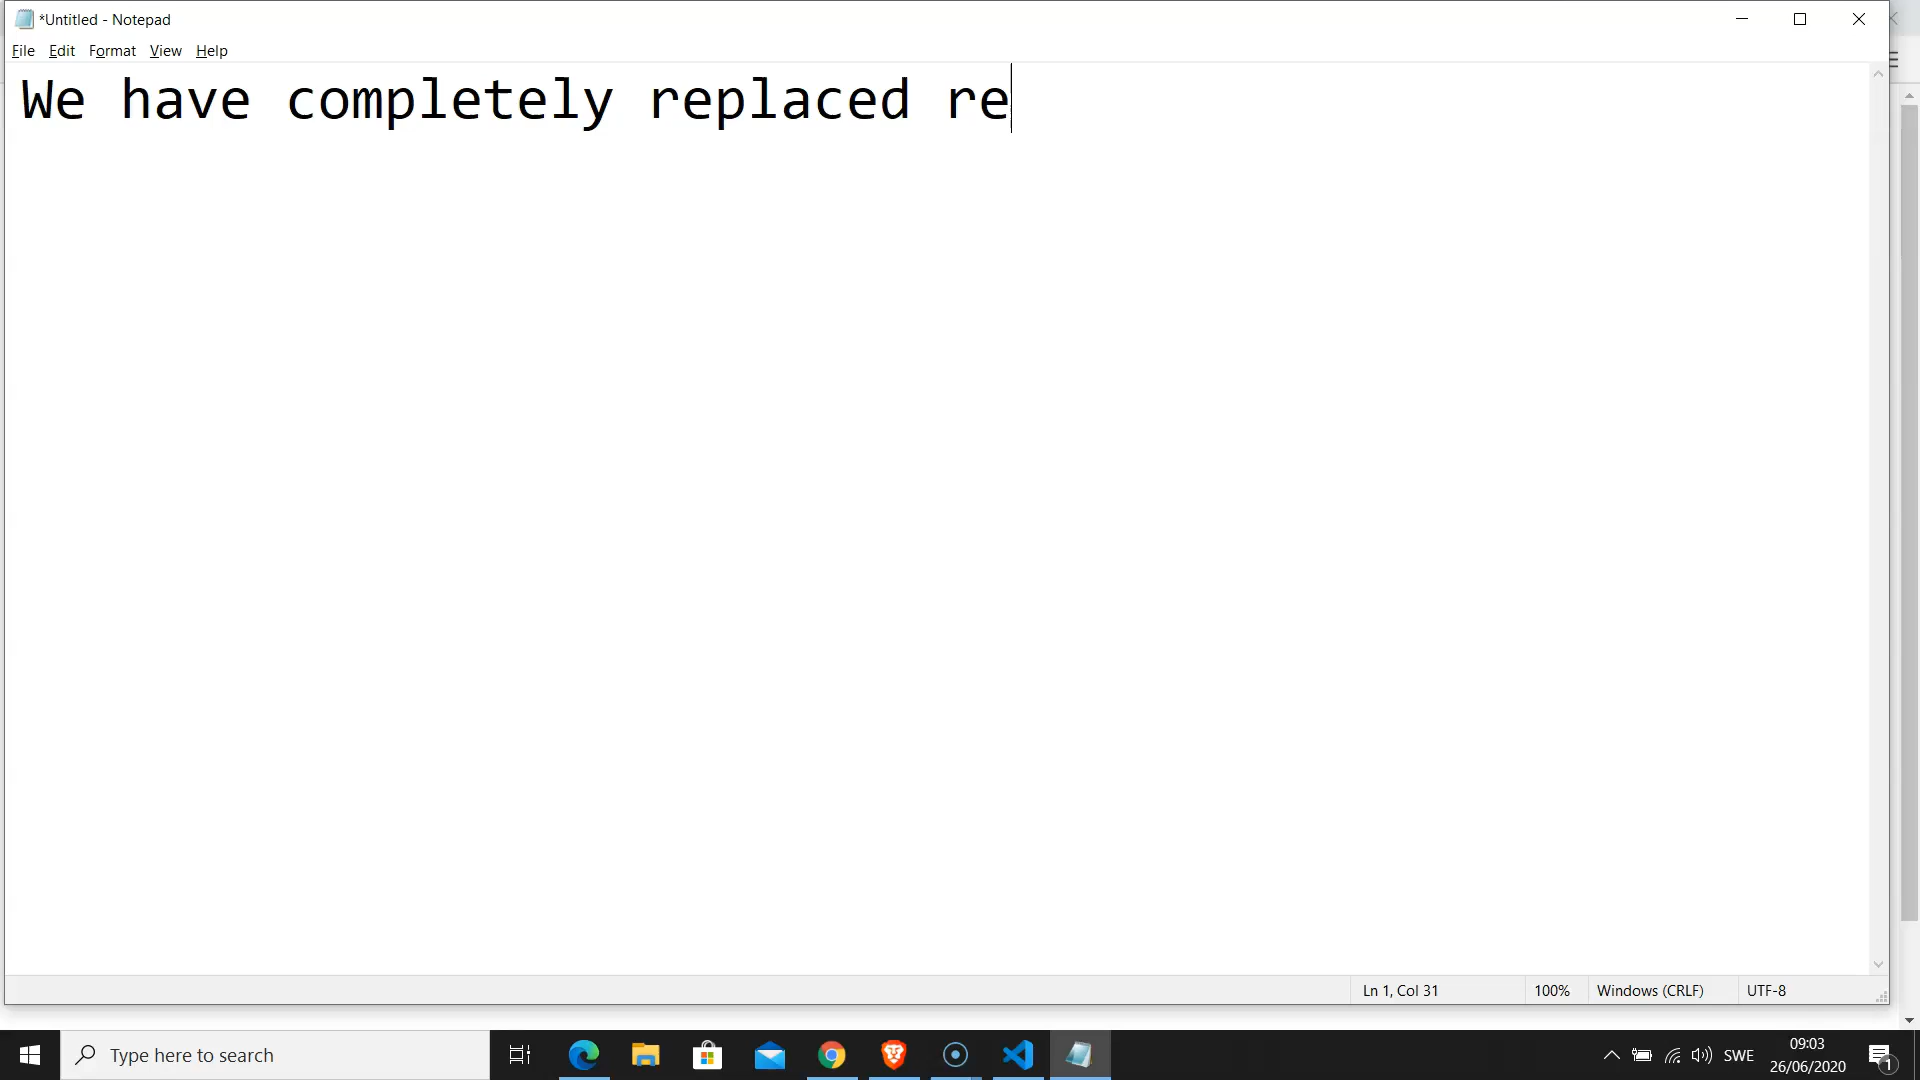 *Untitled - Notepad
File Edit Format View Help
We have completely replaced re
Ln 1, Col 31 100% Windows (CRLF) UTF-8
Type here to search
SWE
09:03
26/06/2020
1